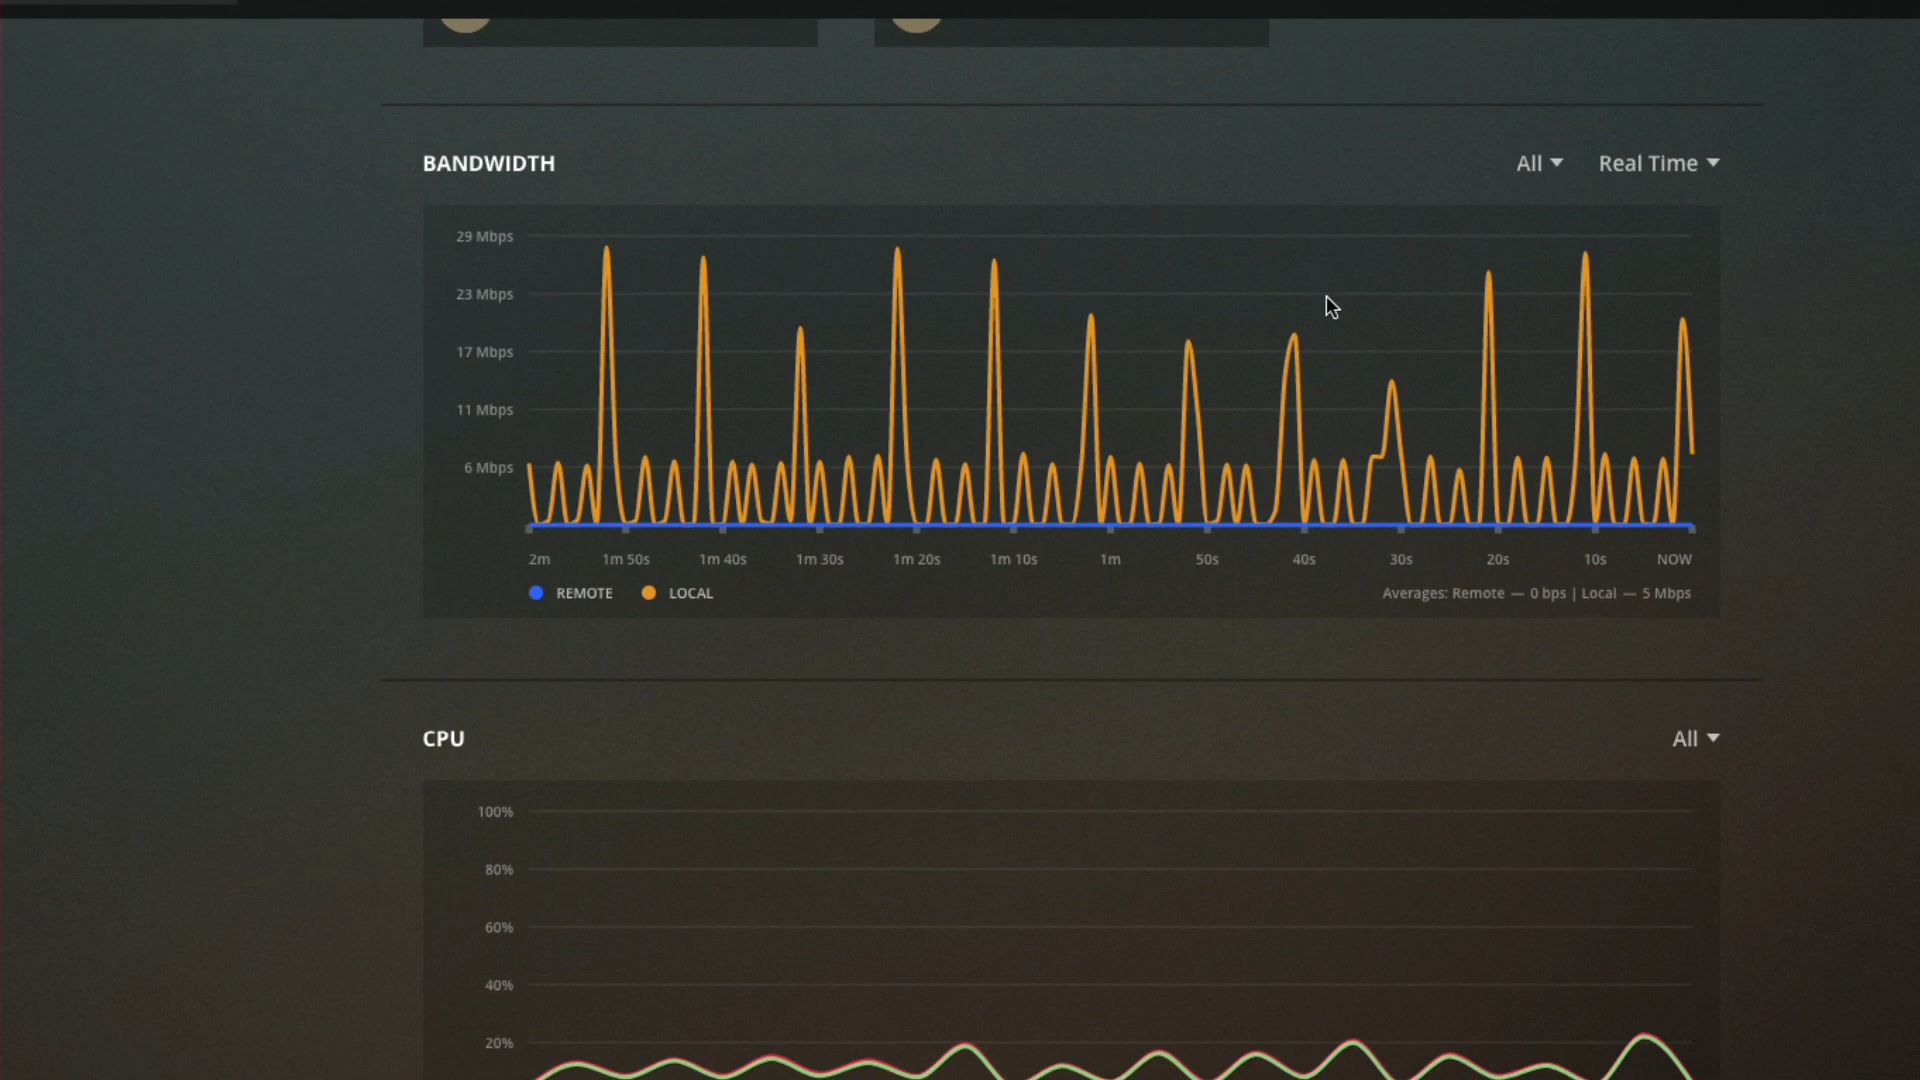 BANDWIDTH
All
Real Time
29 Mbps
23 Mbps
17 Mbps
11 Mbps
6 Mbps
2m 1m 50s 1m 40s 1m 30s 1m 20s 1m 10s 1m 50s 40s 30s 20s 10s NOW
REMOTE LOCAL
Averages: Remote — 0 bps | Local — 5 Mbps
CPU
All
100%
80%
60%
40%
20%